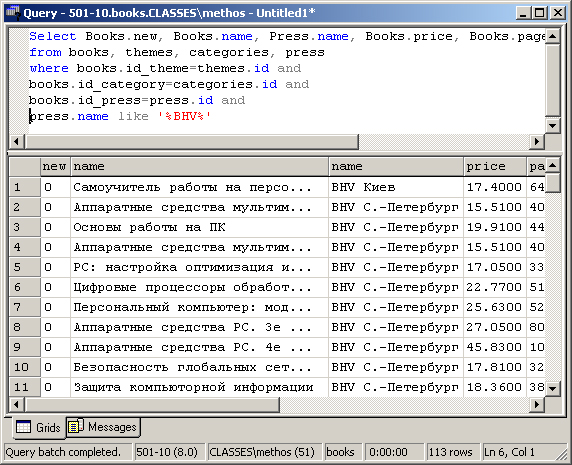 Query - 501-10.books.CLASSES\methos - Untitled1*
Select Books.new, Books.name, Press.name, Books.price, Books.page
from books, themes, categories, press
where books.id_theme=themes.id and
books.id_category=categories.id and
books.id_press=press.id and
press.name like '%BHV%'
new name name price pa
1 0 Самоучитель работы на персо... BHV Киев 17.4000 64
2 0 Аппаратные средства мультим... BHV С.-Петербург 15.5100 40
3 0 Основы работы на ПК BHV С.-Петербург 19.9100 44
4 0 Аппаратные средства мультим... BHV С.-Петербург 15.5100 40
5 0 PC: настройка оптимизация и... BHV С.-Петербург 17.0500 33
6 0 Цифровые процессоры обработ... BHV С.-Петербург 22.7700 51
7 0 Персональный компьютер: мод... BHV С.-Петербург 25.6300 52
8 0 Аппаратные средства PC. 3е ... BHV С.-Петербург 27.0500 80
9 0 Аппаратные средства PC. 4е ... BHV С.-Петербург 45.8300 10
10 0 Безопасность глобальных сет... BHV С.-Петербург 17.8100 32
11 0 Защита компьюторной информации BHV С.-Петербург 18.3600 38
Grids Messages
Query batch completed. 501-10 (8.0) CLASSES\methos (51) books 0:00:00 113 rows Ln 6, Col 1